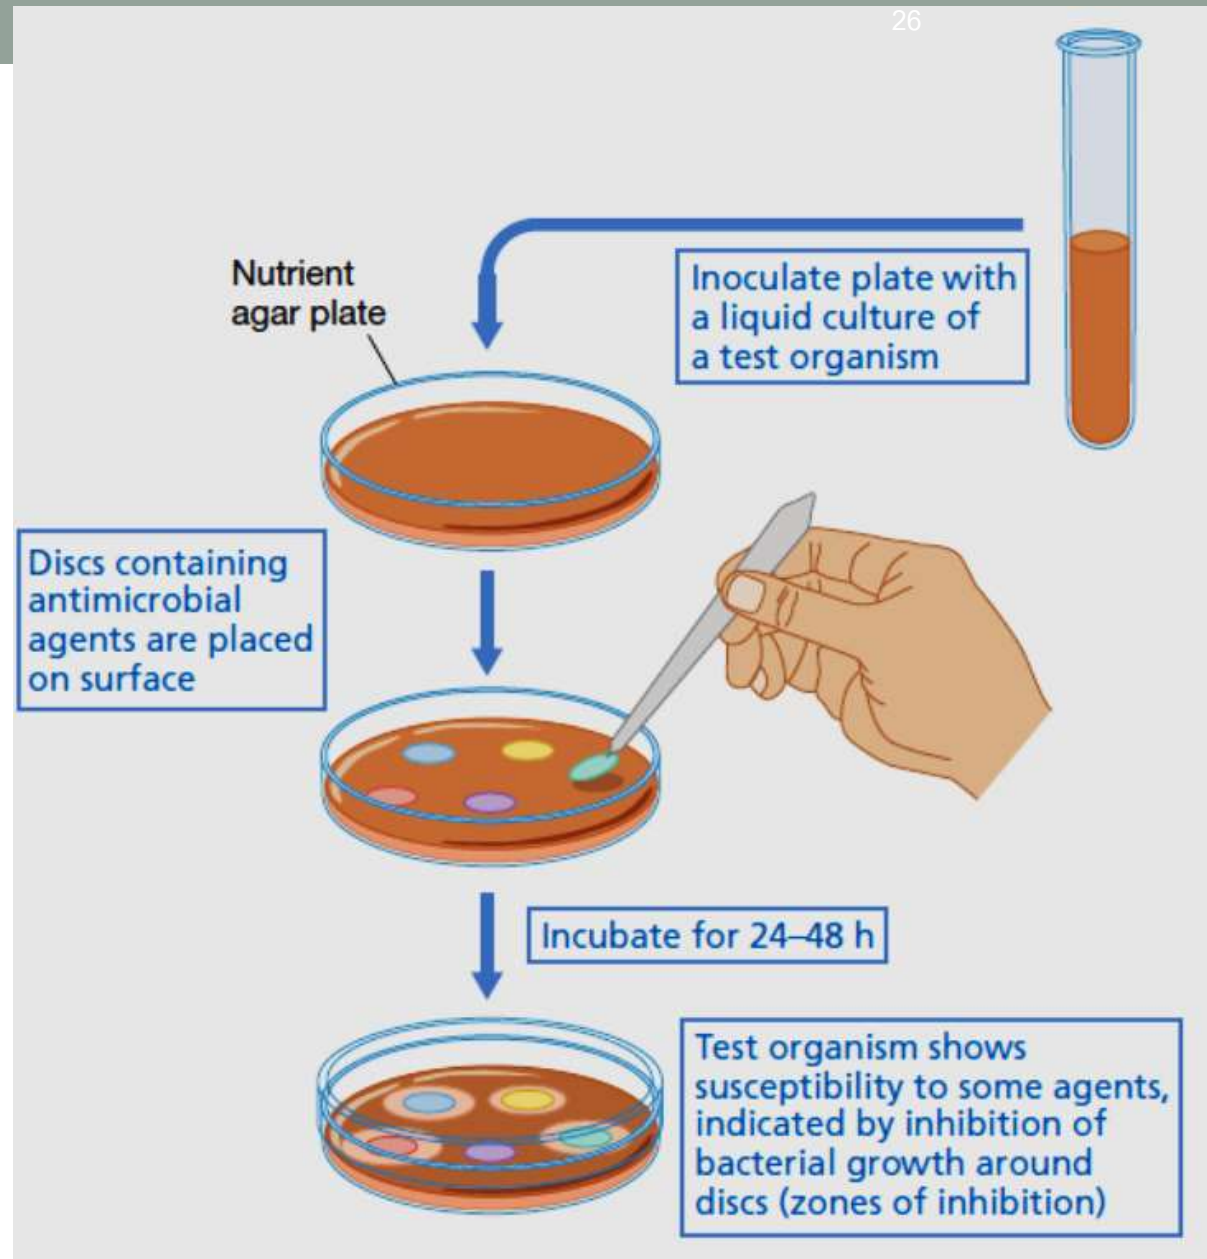 26
Nutrient
agar plate
Inoculate plate with
a liquid culture of
a test organism
Discs containing
antimicrobial
agents are placed
on surface
Incubate for 24–48 h
Test organism shows
susceptibility to some agents,
indicated by inhibition of
bacterial growth around
discs (zones of inhibition)